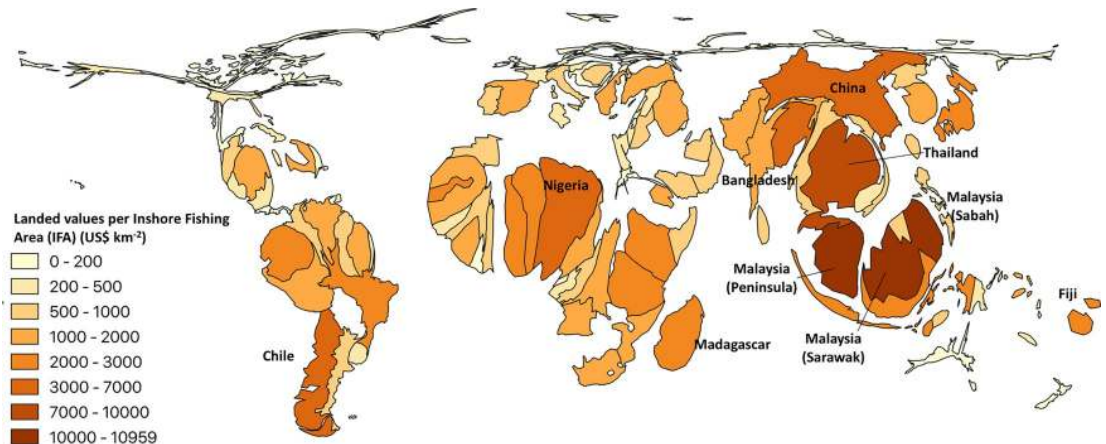 China
Thailand
Nigeria
Bangladesh
Malaysia
(Sabah)
Landed values per Inshore Fishing
Area (IFA) (US$ km⁻²)
0 - 200
200 - 500
500 - 1000
1000 - 2000
2000 - 3000
3000 - 7000
7000 - 10000
10000 - 10959
Malaysia
(Peninsula)
Fiji
Chile
Madagascar
Malaysia
(Sarawak)